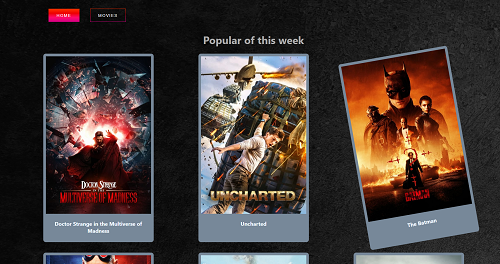 HOME MOVIES
Popular of this week
DOCTOR STRANGE
IN THE
MULTIVERSE OF MADNESS
Doctor Strange in the Multiverse of
Madness
UNCHARTED
Uncharted
THE BATMAN
The Batman